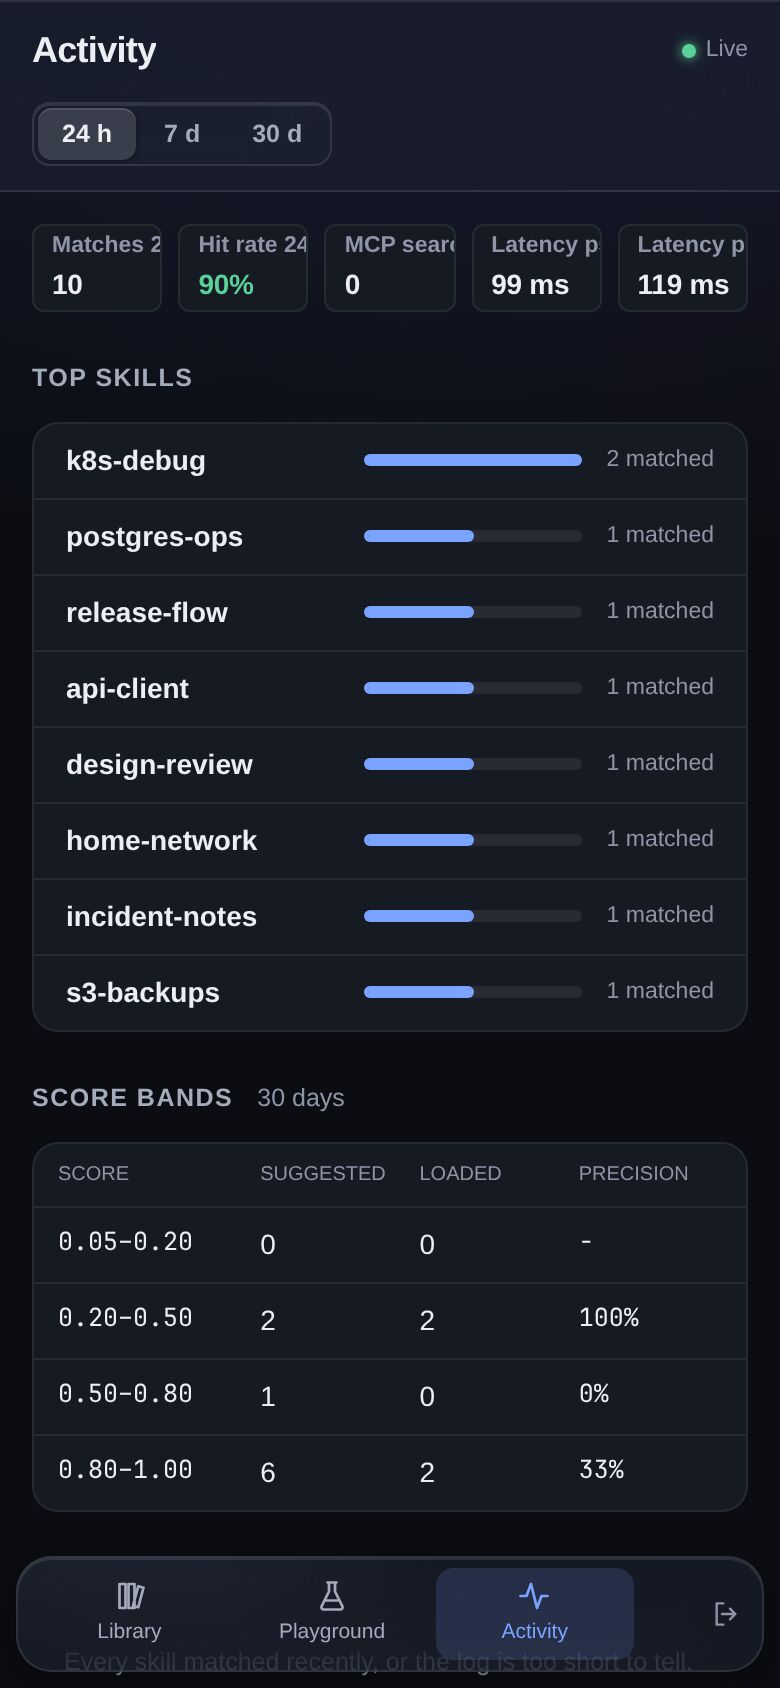 Activity
Live
24 h 7 d 30 d
Matches 2 Hit rate 24 MCP sear Latency p Latency p
10 90% 0 99 ms 119 ms
TOP SKILLS
k8s-debug 2 matched
postgres-ops 1 matched
release-flow 1 matched
api-client 1 matched
design-review 1 matched
home-network 1 matched
incident-notes 1 matched
s3-backups 1 matched
SCORE BANDS 30 days
SCORE SUGGESTED LOADED PRECISION
0.05–0.20 0 0 -
0.20–0.50 2 2 100%
0.50–0.80 1 0 0%
0.80–1.00 6 2 33%
Library Playground Activity
Every skill matched recently, or the log is too short to tell.